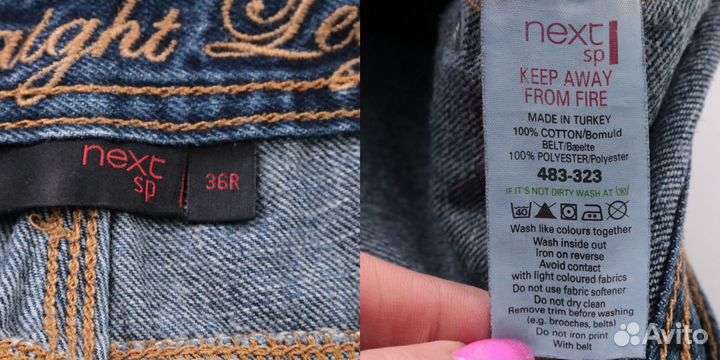 aight Le
next
sp
36R
next
sp
KEEP AWAY
FROM FIRE
MADE IN TURKEY
100% COTTON/Bomuld
BELT/Bæelte
100% POLYESTER/Polyester
483-323
IF IT'S NOT DIRTY WASH AT 30
40
Wash like colours together
Wash inside out
Iron on reverse
Avoid contact
with light coloured fabrics
Do not use fabric softener
Do not dry clean
Remove trim before washing
(e.g. brooches, belts)
Do not iron print
With belt
Avito